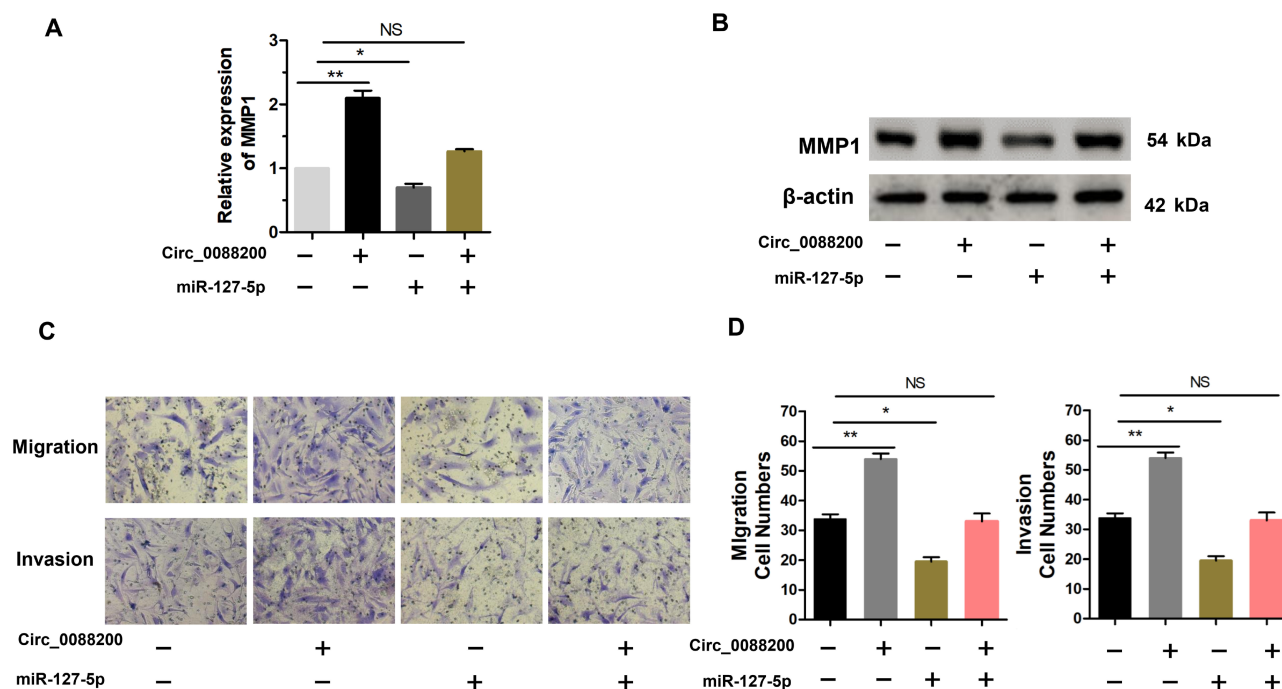 A
NS
*
**
3
2
1
0
Relative expression
of MMP1
Circ_0088200 − + − +
miR-127-5p − − + +
B
MMP1 54 kDa
β-actin 42 kDa
Circ_0088200 − + − +
miR-127-5p − − + +
C
Migration
Invasion
Circ_0088200 − + − +
miR-127-5p − − + +
D
NS
*
**
70
60
50
40
30
20
10
0
MIgration
Cell Numbers
NS
*
**
70
60
50
40
30
20
10
0
Invasion
Cell Numbers
Circ_0088200 − + − + − + − +
miR-127-5p − − + + − − + +